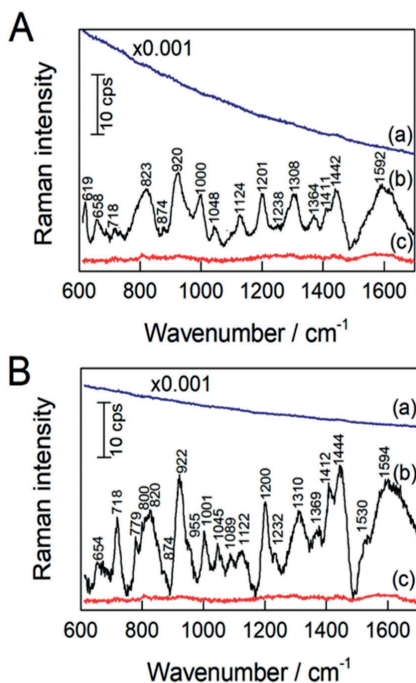 A
x0.001
10 cps
(a)
619
658
718
823
874
920
1000
1048
1124
1201
1238
1308
1364
1411
1442
1592
(b)
(c)
Raman intensity
600 800 1000 1200 1400 1600
Wavenumber / cm-1
B
x0.001
10 cps
(a)
654
718
779
800
820
874
922
955
1001
1045
1089
1122
1200
1232
1310
1369
1412
1444
1530
1594
(b)
(c)
Raman intensity
600 800 1000 1200 1400 1600
Wavenumber / cm-1